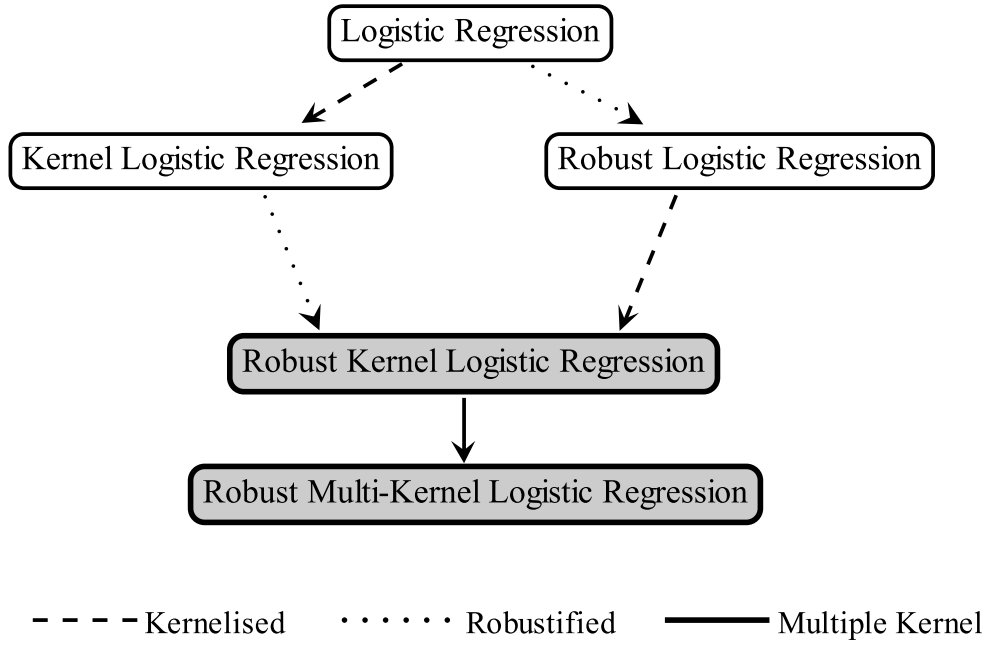 Logistic Regression
Kernel Logistic Regression
Robust Logistic Regression
Robust Kernel Logistic Regression
Robust Multi-Kernel Logistic Regression
Kernelised
Robustified
Multiple Kernel